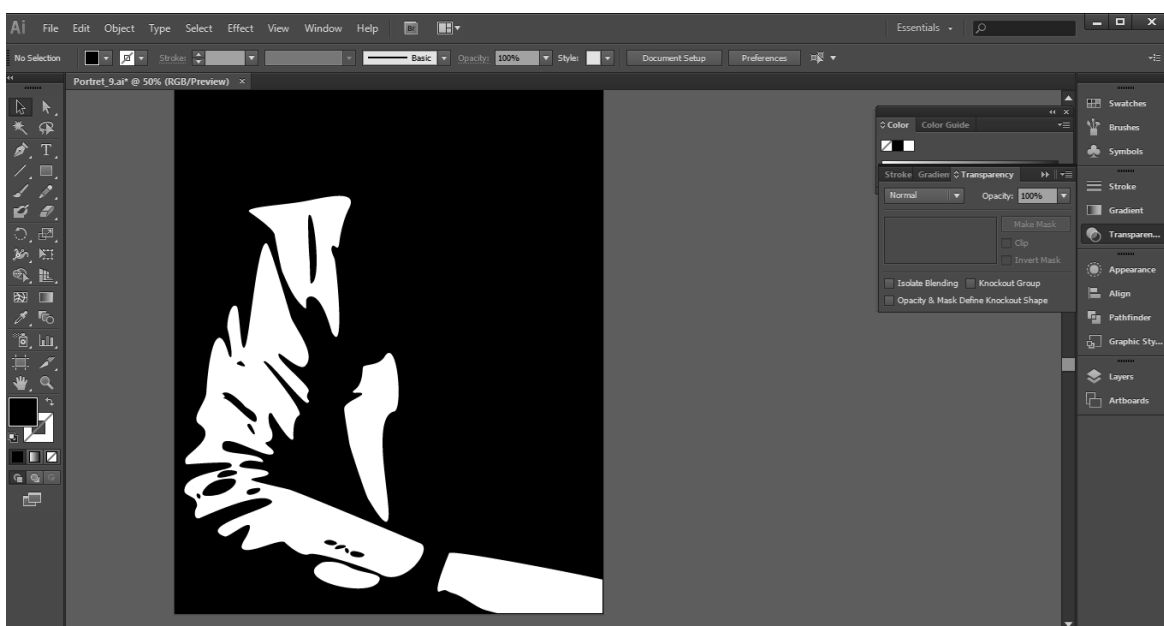 Ai File Edit Object Type Select Effect View Window Help Br Essentials
No Selection Stroke: Basic Opacity: 100% Style: Document Setup Preferences
Portret_9.ai* @ 50% (RGB/Preview) ×
Color Color Guide
Stroke Gradien Transparency
Normal Opacity: 100%
Make Mask
Clip
Invert Mask
Isolate Blending Knockout Group
Opacity & Mask Define Knockout Shape
Swatches
Brushes
Symbols
Stroke
Gradient
Transparen...
Appearance
Align
Pathfinder
Graphic Sty...
Layers
Artboards